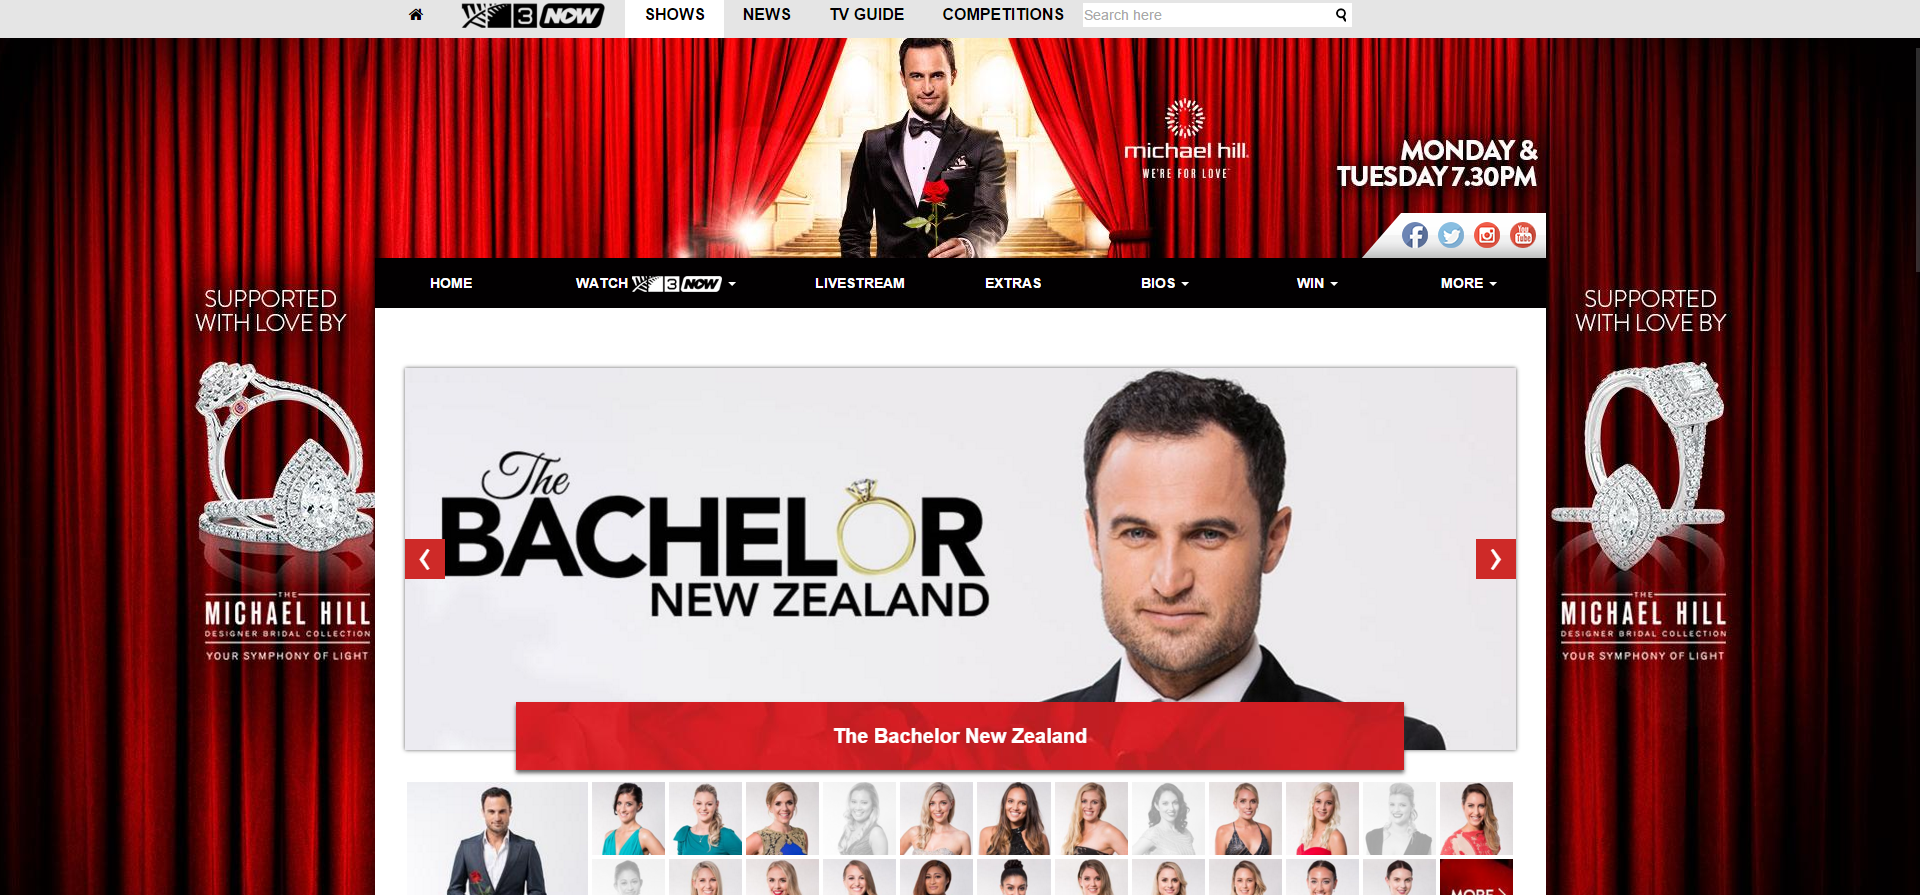 3 NOW
SHOWS
NEWS
TV GUIDE
COMPETITIONS
Search here
michael hill
WE'RE FOR LOVE
MONDAY &
TUESDAY 7.30PM
You
Tube
HOME
WATCH 3 NOW
LIVESTREAM
EXTRAS
BIOS
WIN
MORE
SUPPORTED
WITH LOVE BY
THE
MICHAEL HILL
DESIGNER BRIDAL COLLECTION
YOUR SYMPHONY OF LIGHT
The
BACHELOR
NEW ZEALAND
The Bachelor New Zealand
SUPPORTED
WITH LOVE BY
THE
MICHAEL HILL
DESIGNER BRIDAL COLLECTION
YOUR SYMPHONY OF LIGHT
MORE